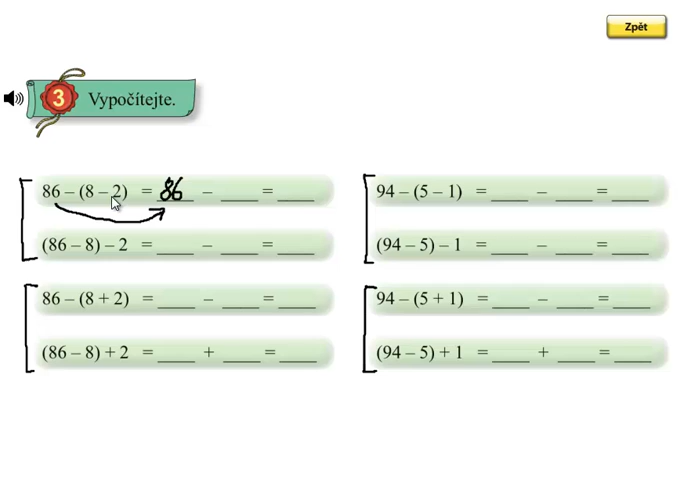 Zpět
3 Vypočítejte.
86 – (8 – 2) = 86 – ____ = ____
(86 – 8) – 2 = ____ – ____ = ____
86 – (8 + 2) = ____ – ____ = ____
(86 – 8) + 2 = ____ + ____ = ____
94 – (5 – 1) = ____ – ____ = ____
(94 – 5) – 1 = ____ – ____ = ____
94 – (5 + 1) = ____ – ____ = ____
(94 – 5) + 1 = ____ + ____ = ____